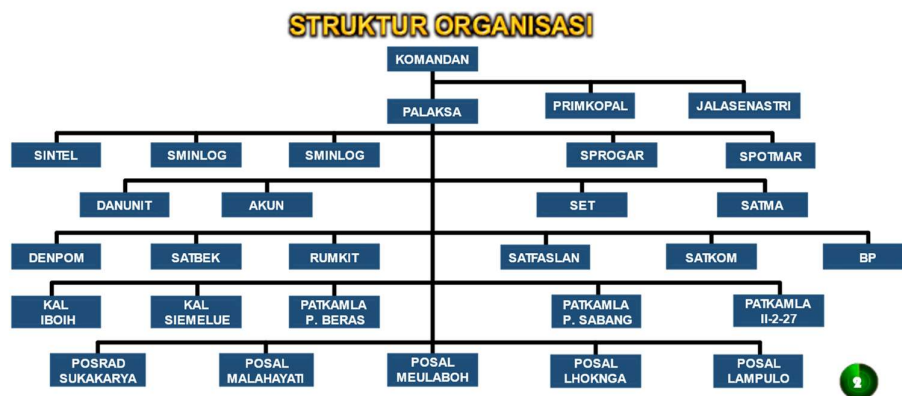 STRUKTUR ORGANISASI
KOMANDAN
PALAKSA
PRIMKOPAL
JALASENASTRI
SINTEL
SMINLOG
SMINLOG
SPROGAR
SPOTMAR
DANUNIT
AKUN
SET
SATMA
DENPOM
SATBEK
RUMKIT
SATFASLAN
SATKOM
BP
KAL
IBOIH
KAL
SIEMELUE
PATKAMLA
P. BERAS
PATKAMLA
P. SABANG
PATKAMLA
II-2-27
POSRAD
SUKAKARYA
POSAL
MALAHAYATI
POSAL
MEULABOH
POSAL
LHOKNGA
POSAL
LAMPULO
2